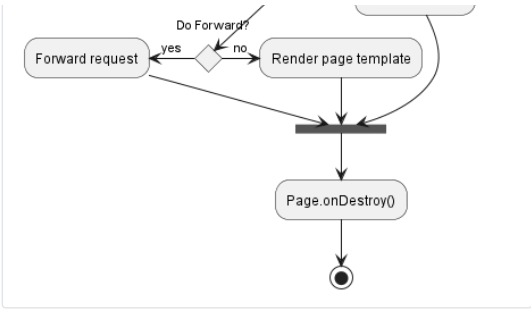 Do Forward?
yes
no
Forward request
Render page template
Page.onDestroy()